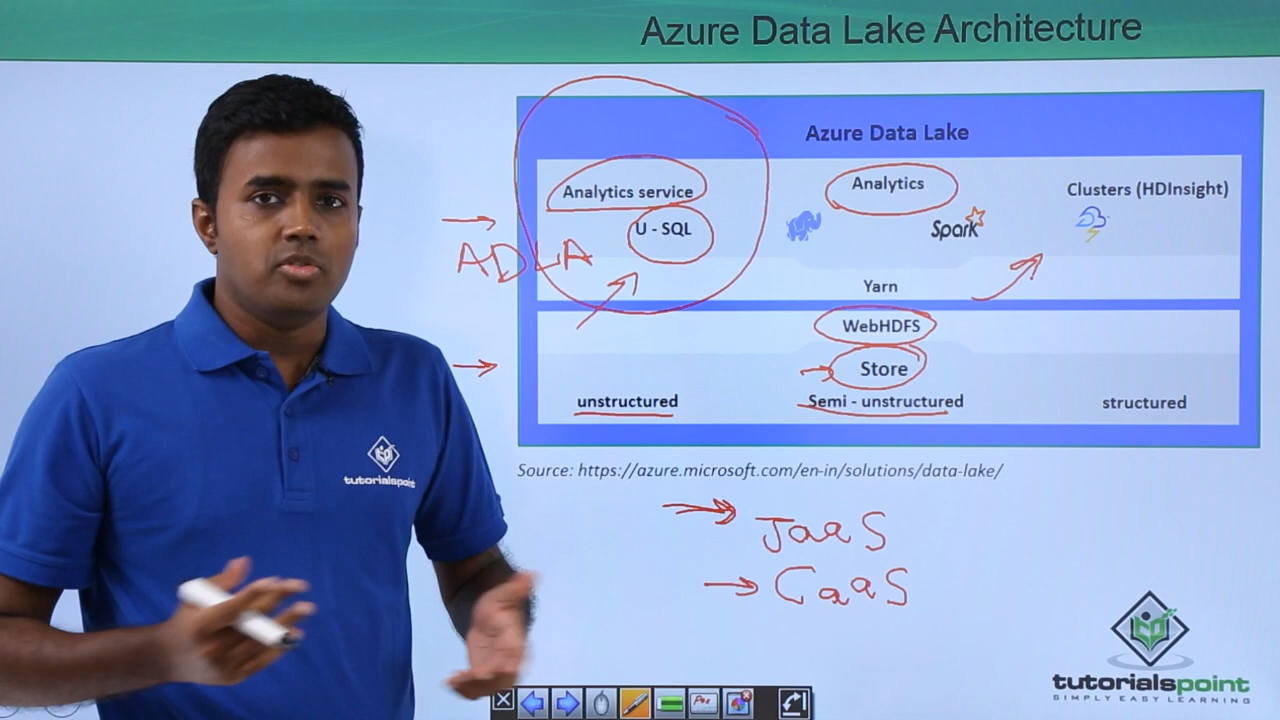 Azure Data Lake Architecture
Azure Data Lake
Analytics service
Analytics
Clusters (HDInsight)
U - SQL
Spark
ADLA
Yarn
WebHDFS
Store
unstructured
Semi - unstructured
structured
Source: https://azure.microsoft.com/en-in/solutions/data-lake/
JaaS
CaaS
tutorialspoint
tutorialspoint
SIMPLY EASY LEARNING
Pen